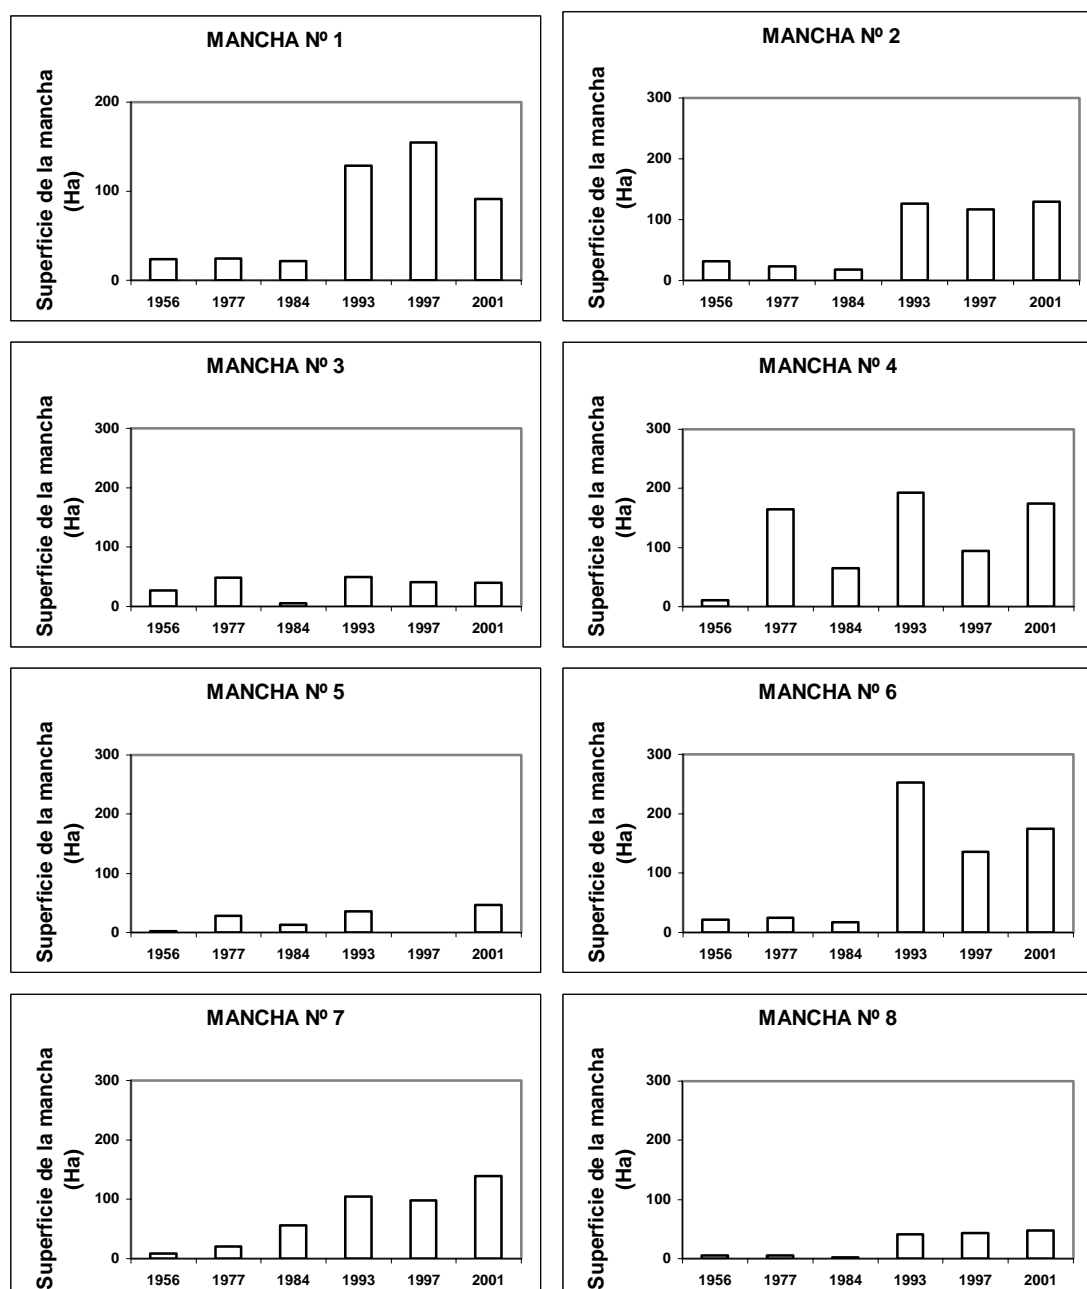 MANCHA Nº 1
Superficie de la mancha
(Ha)
200
100
0
1956 1977 1984 1993 1997 2001
MANCHA Nº 2
Superficie de la mancha
(Ha)
300
200
100
0
1956 1977 1984 1993 1997 2001
MANCHA Nº 3
Superficie de la mancha
(Ha)
300
200
100
0
1956 1977 1984 1993 1997 2001
MANCHA Nº 4
Superficie de la mancha
(Ha)
300
200
100
0
1956 1977 1984 1993 1997 2001
MANCHA Nº 5
Superficie de la mancha
(Ha)
300
200
100
0
1956 1977 1984 1993 1997 2001
MANCHA Nº 6
Superficie de la mancha
(Ha)
300
200
100
0
1956 1977 1984 1993 1997 2001
MANCHA Nº 7
Superficie de la mancha
(Ha)
300
200
100
0
1956 1977 1984 1993 1997 2001
MANCHA Nº 8
Superficie de la mancha
(Ha)
300
200
100
0
1956 1977 1984 1993 1997 2001